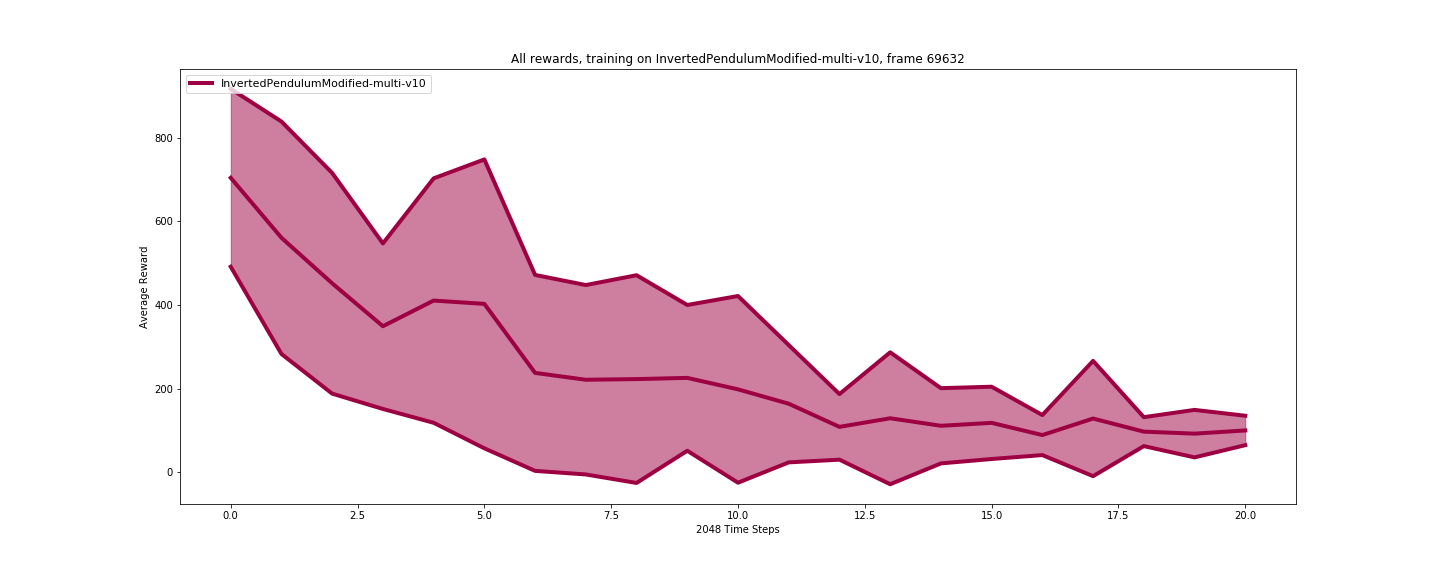 All rewards, training on InvertedPendulumModified-multi-v10, frame 69632
InvertedPendulumModified-multi-v10
Average Reward
800
600
400
200
0
0.0 2.5 5.0 7.5 10.0 12.5 15.0 17.5 20.0
2048 Time Steps